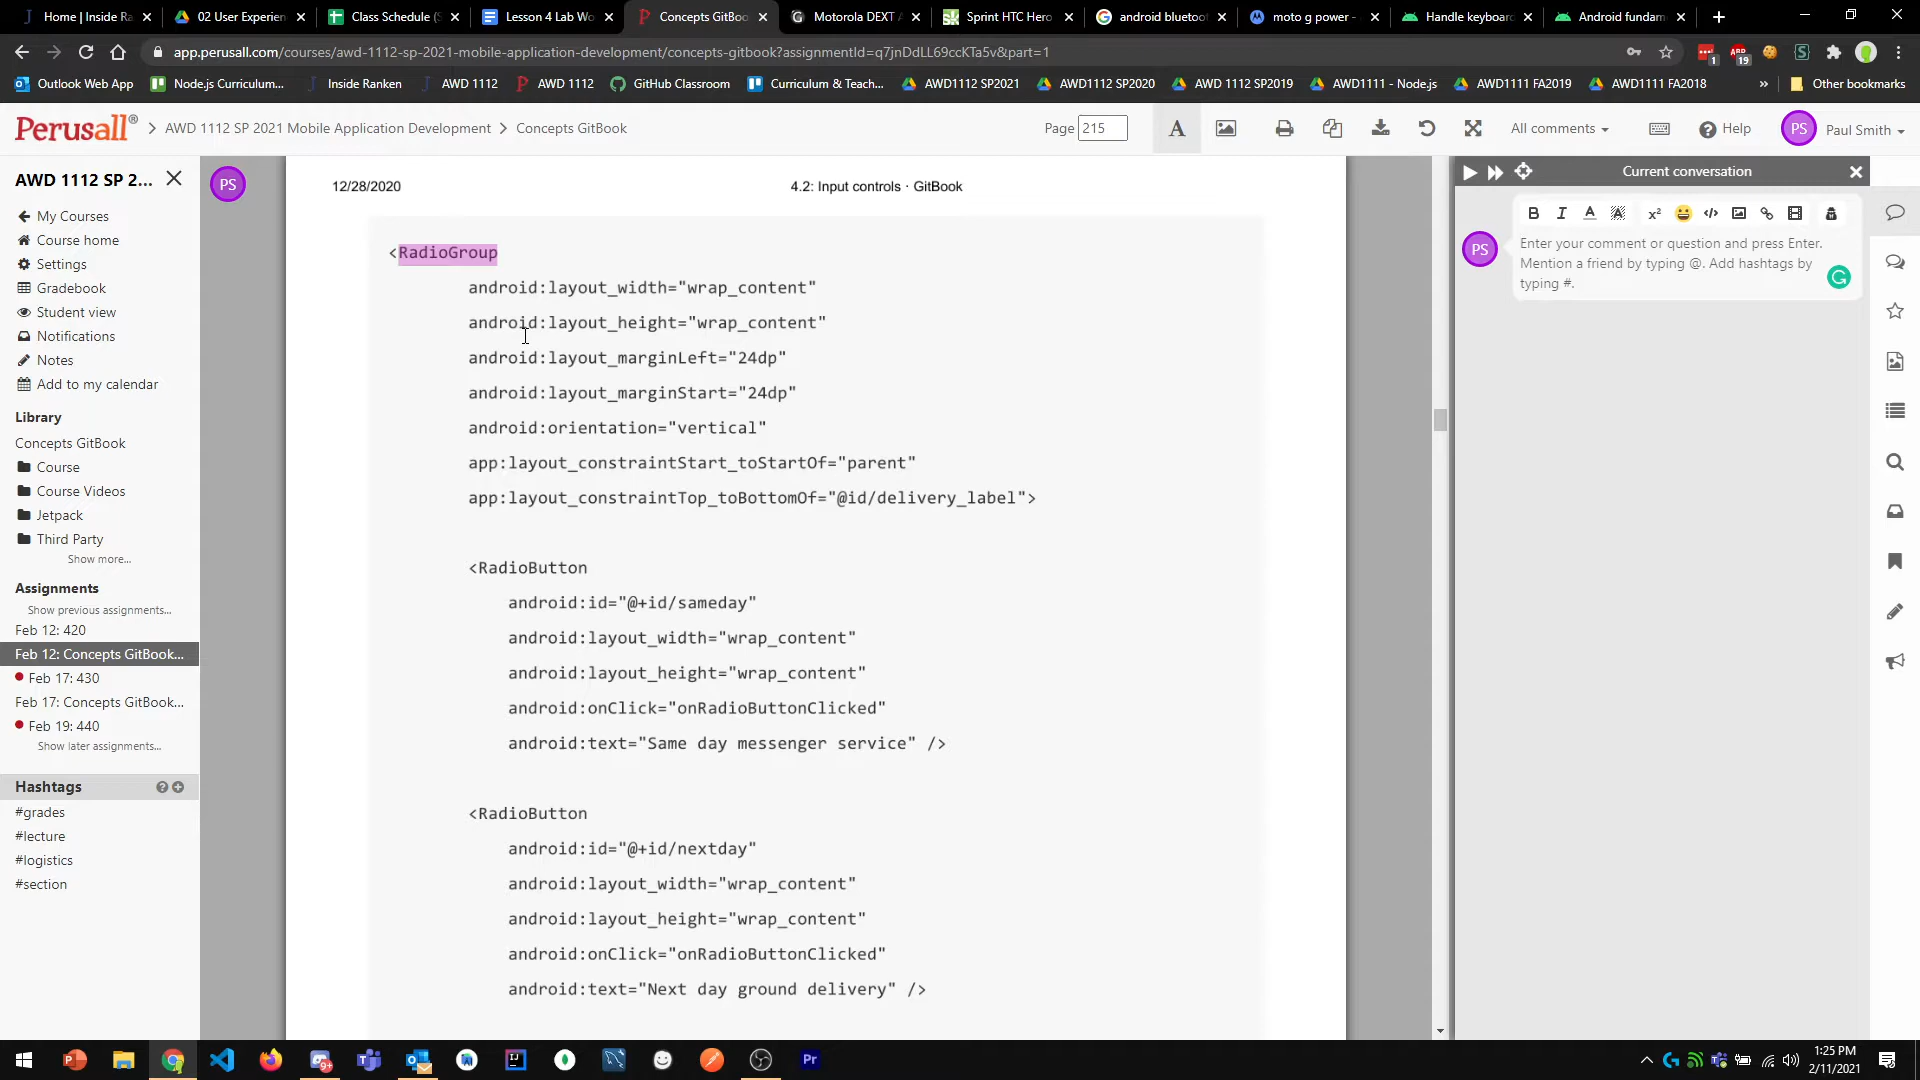 Home | Inside Ra
02 User Experien
Class Schedule (S
Lesson 4 Lab Wo
Concepts GitBoo
Motorola DEXT A
Sprint HTC Hero
android bluetoot
moto g power -
Handle keyboard
Android fundam
app.perusall.com/courses/awd-1112-sp-2021-mobile-application-development/concepts-gitbook?assignmentId=q7jnDdLL69ccKTa5v&part=1
1
19
Outlook Web App
Node.js Curriculum...
Inside Ranken
AWD 1112
AWD 1112
GitHub Classroom
Curriculum & Teach...
AWD1112 SP2021
AWD1112 SP2020
AWD 1112 SP2019
AWD1111 - Node.js
AWD1111 FA2019
AWD1111 FA2018
»
Other bookmarks
Perusall®
AWD 1112 SP 2021 Mobile Application Development
Concepts GitBook
Page 215
All comments
Help
PS
Paul Smith
AWD 1112 SP 2...
My Courses
Course home
Settings
Gradebook
Student view
Notifications
Notes
Add to my calendar
Library
Concepts GitBook
Course
Course Videos
Jetpack
Third Party
Show more...
Assignments
Show previous assignments...
Feb 12: 420
Feb 12: Concepts GitBook...
Feb 17: 430
Feb 17: Concepts GitBook...
Feb 19: 440
Show later assignments...
Hashtags
#grades
#lecture
#logistics
#section
PS
12/28/2020
4.2: Input controls · GitBook
<RadioGroup
android:layout_width="wrap_content"
android:layout_height="wrap_content"
android:layout_marginLeft="24dp"
android:layout_marginStart="24dp"
android:orientation="vertical"
app:layout_constraintStart_toStartOf="parent"
app:layout_constraintTop_toBottomOf="@id/delivery_label">
<RadioButton
android:id="@+id/sameday"
android:layout_width="wrap_content"
android:layout_height="wrap_content"
android:onClick="onRadioButtonClicked"
android:text="Same day messenger service" />
<RadioButton
android:id="@+id/nextday"
android:layout_width="wrap_content"
android:layout_height="wrap_content"
android:onClick="onRadioButtonClicked"
android:text="Next day ground delivery" />
Current conversation
PS
Enter your comment or question and press Enter.
Mention a friend by typing @. Add hashtags by
typing #.
1:25 PM
2/11/2021